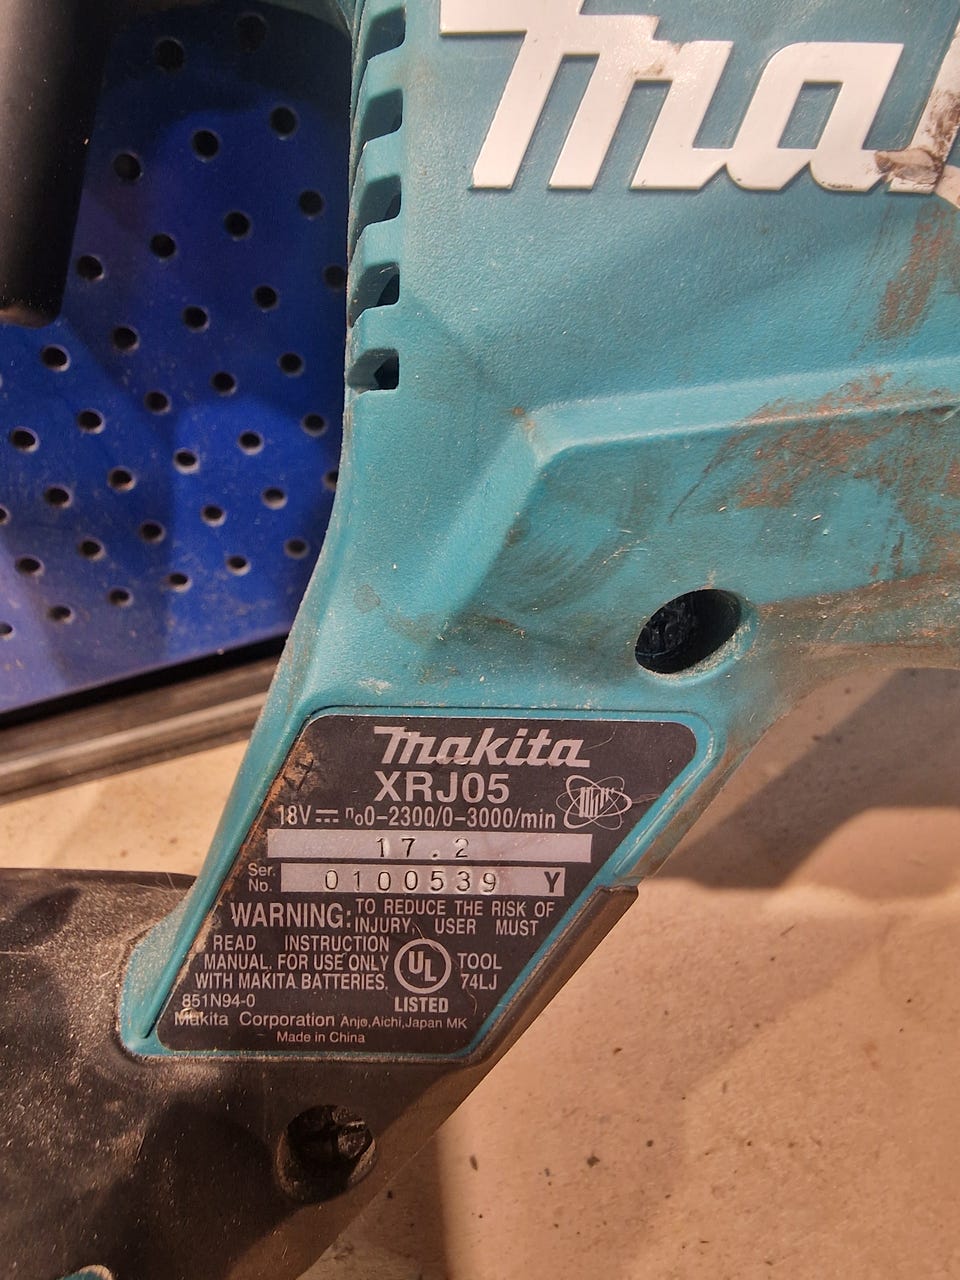 Mak
makita
XRJ05
18V⎓ n₀0-2300/0-3000/min
17.2
Ser. No. 0100539 Y
WARNING: TO REDUCE THE RISK OF
INJURY, USER MUST
READ INSTRUCTION
MANUAL. FOR USE ONLY
WITH MAKITA BATTERIES.
UL
LISTED
TOOL
74LJ
851N94-0
Makita Corporation Anjo,Aichi,Japan MK
Made in China